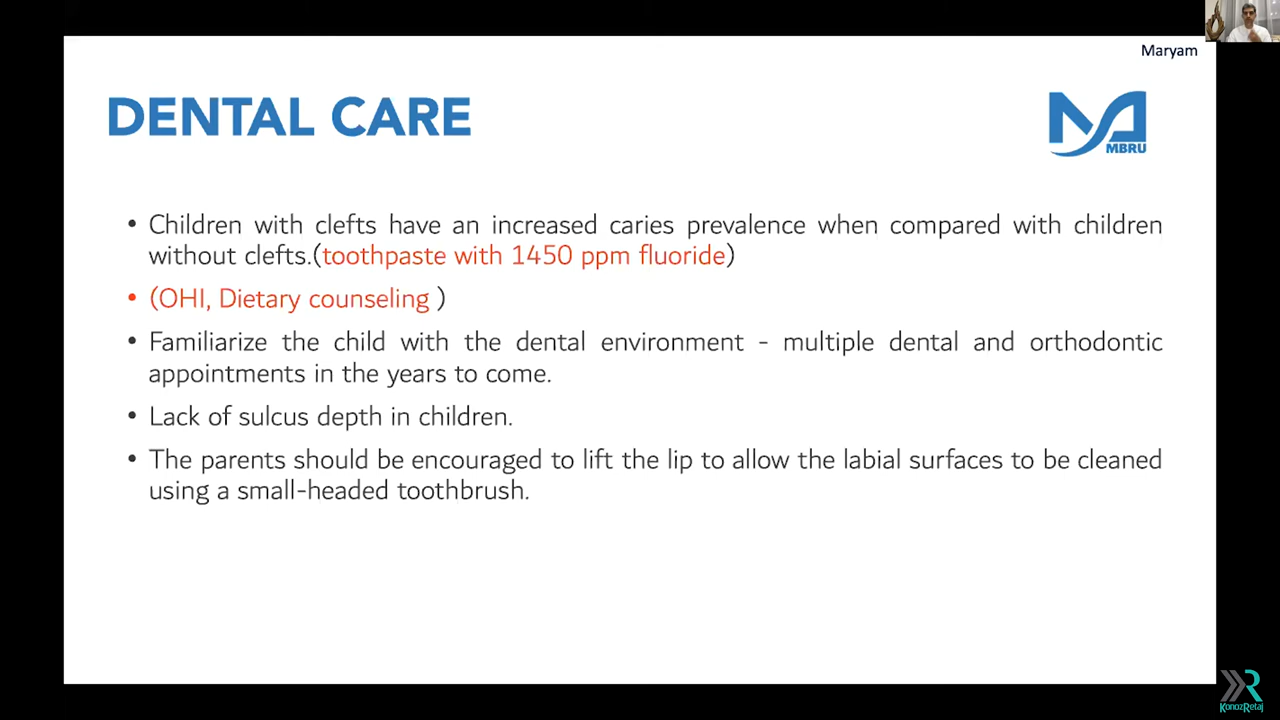 Maryam
DENTAL CARE
MBRU
• Children with clefts have an increased caries prevalence when compared with children
without clefts.(toothpaste with 1450 ppm fluoride)
• (OHI, Dietary counseling )
• Familiarize the child with the dental environment - multiple dental and orthodontic
appointments in the years to come.
• Lack of sulcus depth in children.
• The parents should be encouraged to lift the lip to allow the labial surfaces to be cleaned
using a small-headed toothbrush.
KonozRetaj